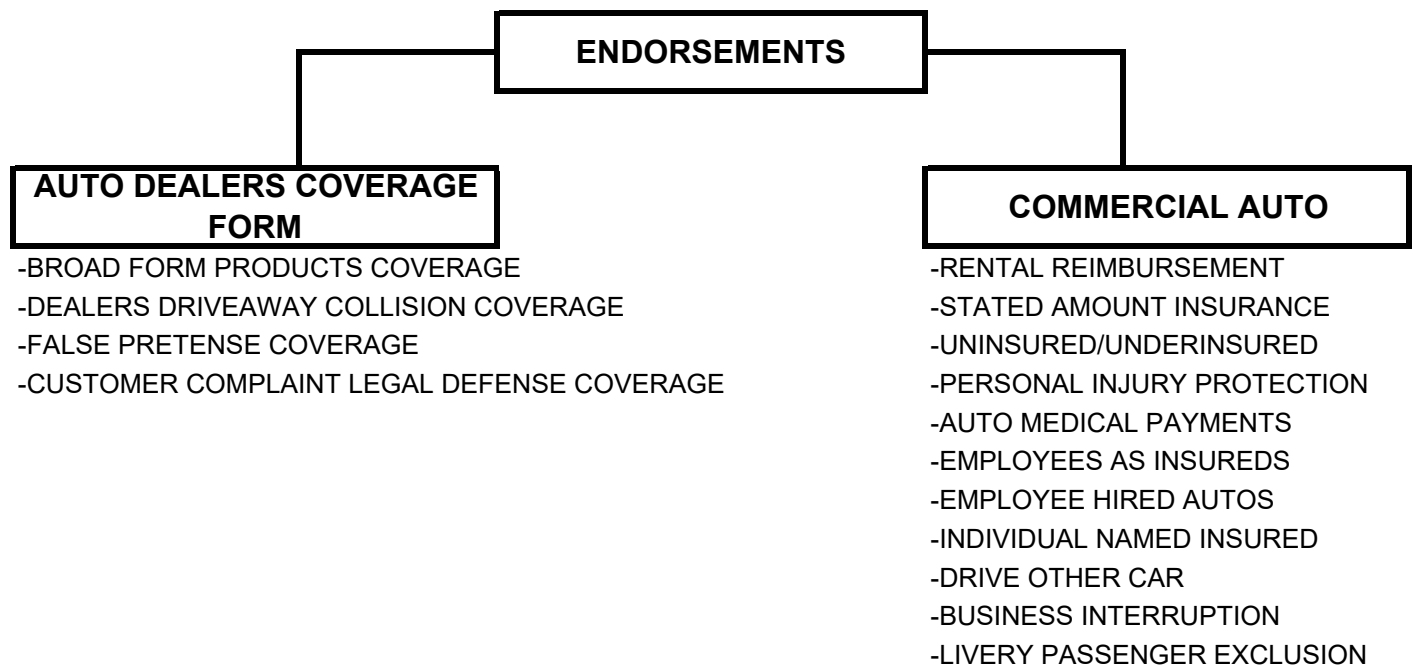 ENDORSEMENTS
AUTO DEALERS COVERAGE
FORM
-BROAD FORM PRODUCTS COVERAGE
-DEALERS DRIVEAWAY COLLISION COVERAGE
-FALSE PRETENSE COVERAGE
-CUSTOMER COMPLAINT LEGAL DEFENSE COVERAGE
COMMERCIAL AUTO
-RENTAL REIMBURSEMENT
-STATED AMOUNT INSURANCE
-UNINSURED/UNDERINSURED
-PERSONAL INJURY PROTECTION
-AUTO MEDICAL PAYMENTS
-EMPLOYEES AS INSUREDS
-EMPLOYEE HIRED AUTOS
-INDIVIDUAL NAMED INSURED
-DRIVE OTHER CAR
-BUSINESS INTERRUPTION
-LIVERY PASSENGER EXCLUSION